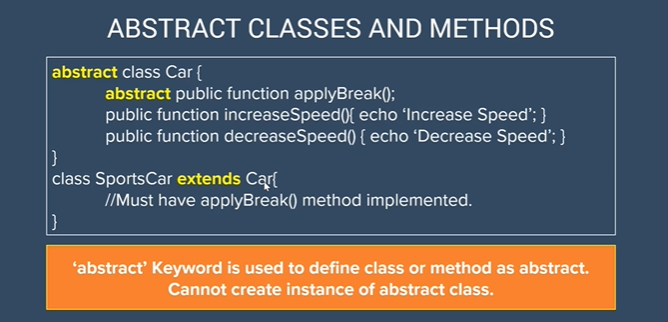 ABSTRACT CLASSES AND METHODS
abstract class Car {
abstract public function applyBreak();
public function increaseSpeed(){ echo ‘Increase Speed’; }
public function decreaseSpeed() { echo ‘Decrease Speed’; }
}
class SportsCar extends Car{
//Must have applyBreak() method implemented.
}
‘abstract’ Keyword is used to define class or method as abstract.
Cannot create instance of abstract class.